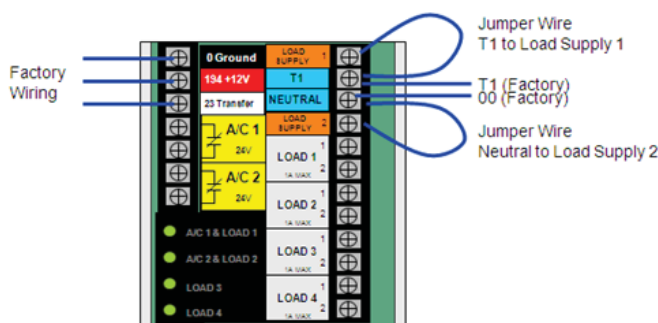 Factory
Wiring
0 Ground
194 +12V
23 Transfer
A/C 1
24V
A/C 2
24V
A/C 1 & LOAD 1
A/C 2 & LOAD 2
LOAD 3
LOAD 4
LOAD
SUPPLY 1
T1
NEUTRAL
LOAD
SUPPLY 2
LOAD 1
1
2
1A MAX
LOAD 2
1
2
1A MAX
LOAD 3
1
2
1A MAX
LOAD 4
1
2
1A MAX
Jumper Wire
T1 to Load Supply 1
T1 (Factory)
00 (Factory)
Jumper Wire
Neutral to Load Supply 2